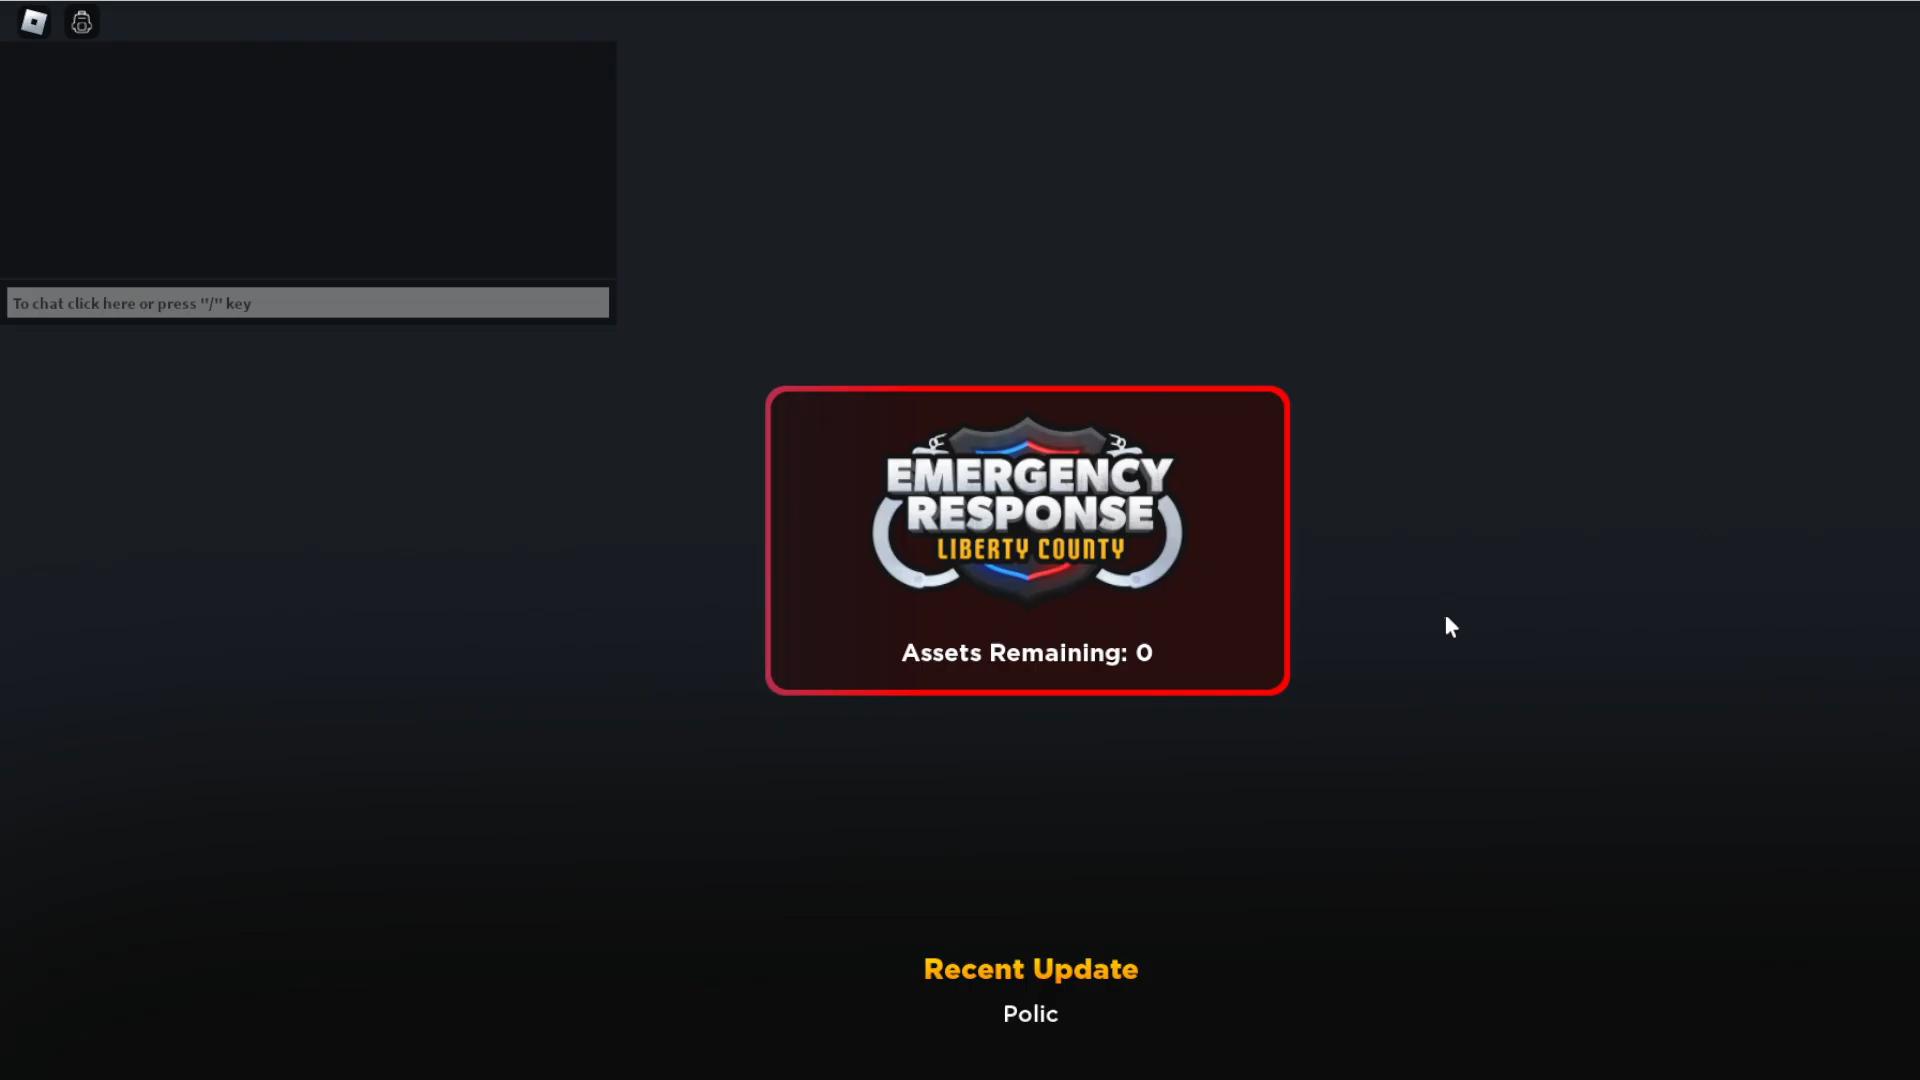 To chat click here or press "/" key
EMERGENCY
RESPONSE
LIBERTY COUNTY
Assets Remaining: 0
Recent Update
Polic